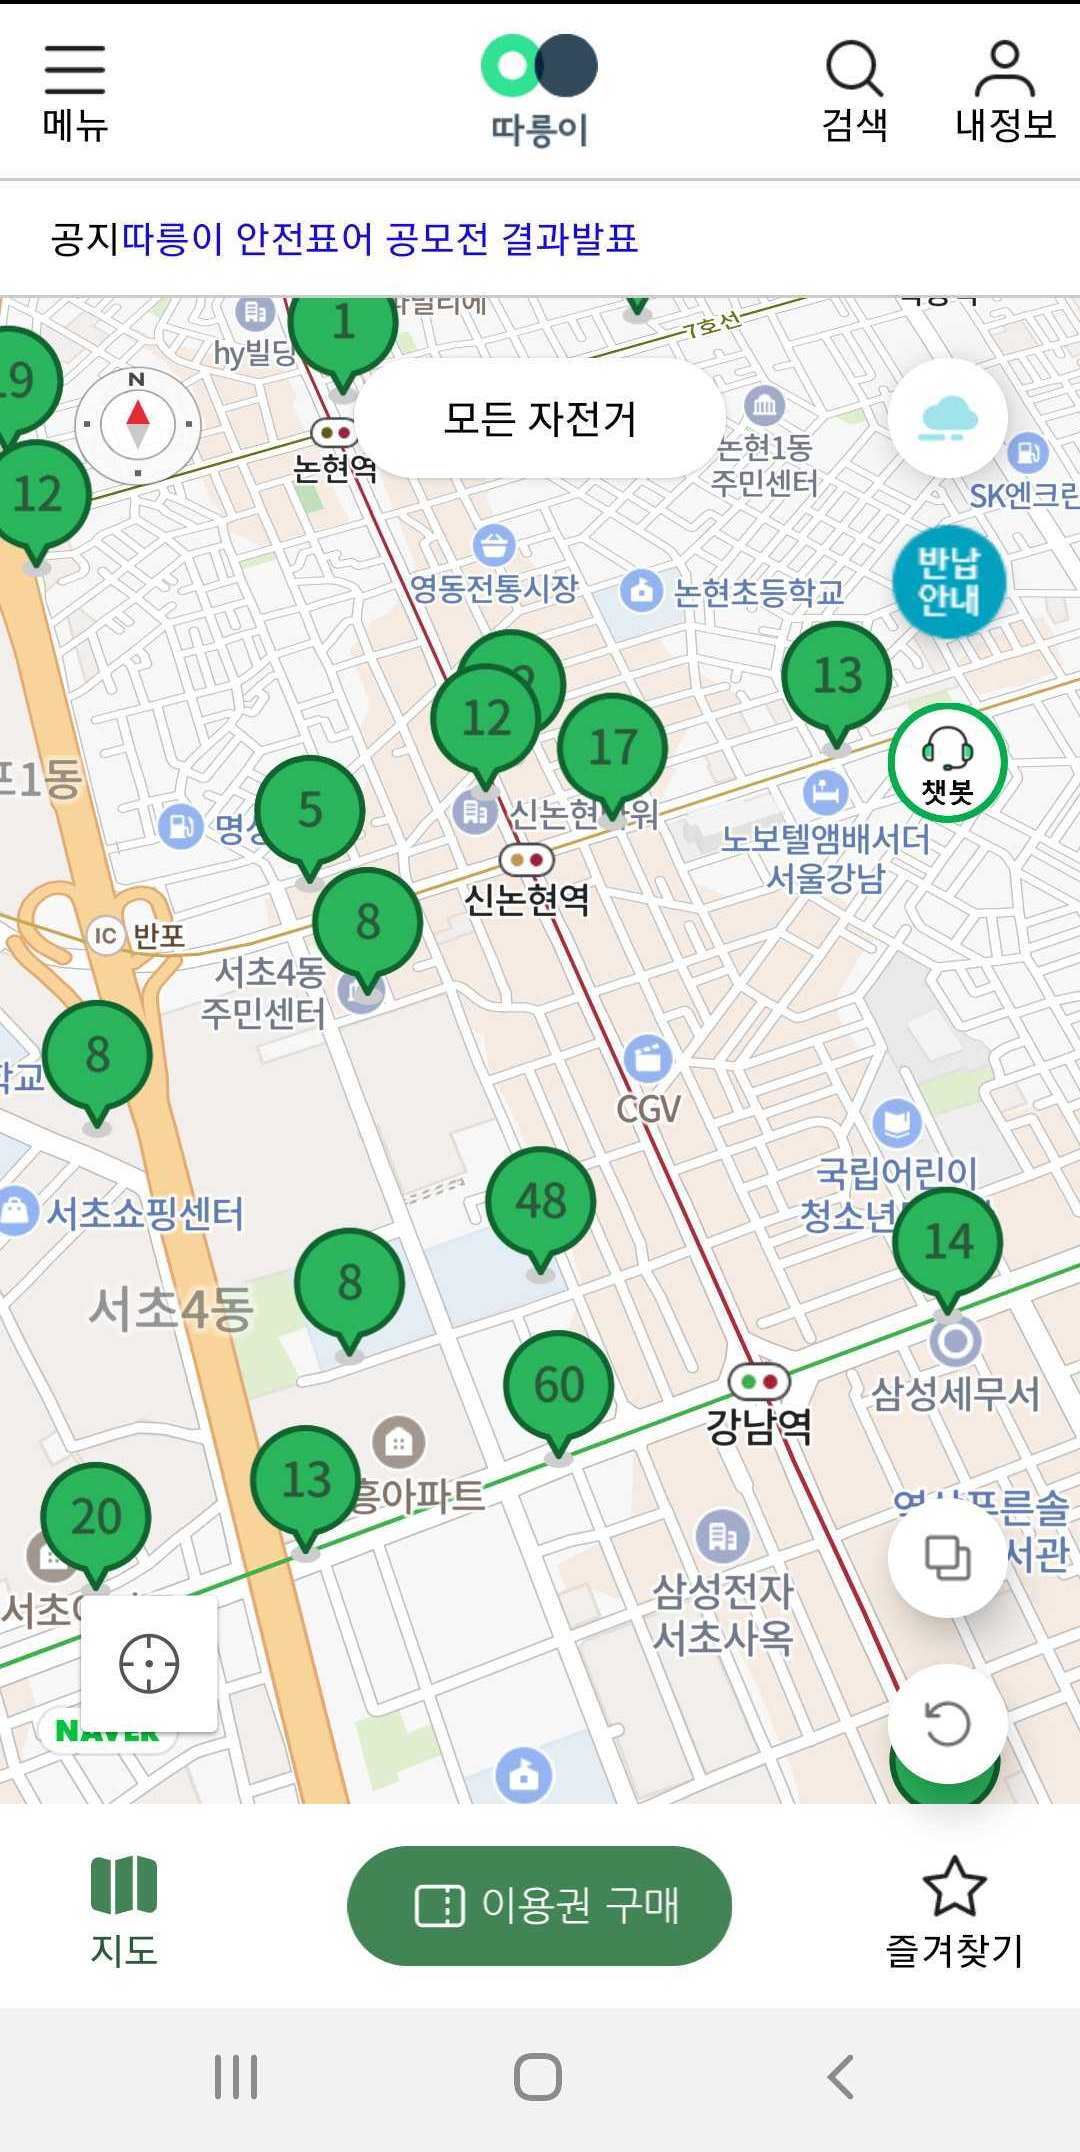 메뉴
따릉이
검색
내정보
공지따릉이 안전표어 공모전 결과발표
1
hy빌딩
7호선
19
N
모든 자전거
논현역
논현1동
주민센터
12
SK엔크린
영동전통시장
논현초등학교
반납
안내
13
12
17
챗봇
5
신논현타워
노보텔앰배서더
서울강남
신논현역
8
IC 반포
서초4동
주민센터
8
CGV
국립어린이
48
서초쇼핑센터
14
8
서초4동
60
강남역
삼성세무서
13
20
삼성전자
서초사옥
NAVER
지도
이용권 구매
즐겨찾기